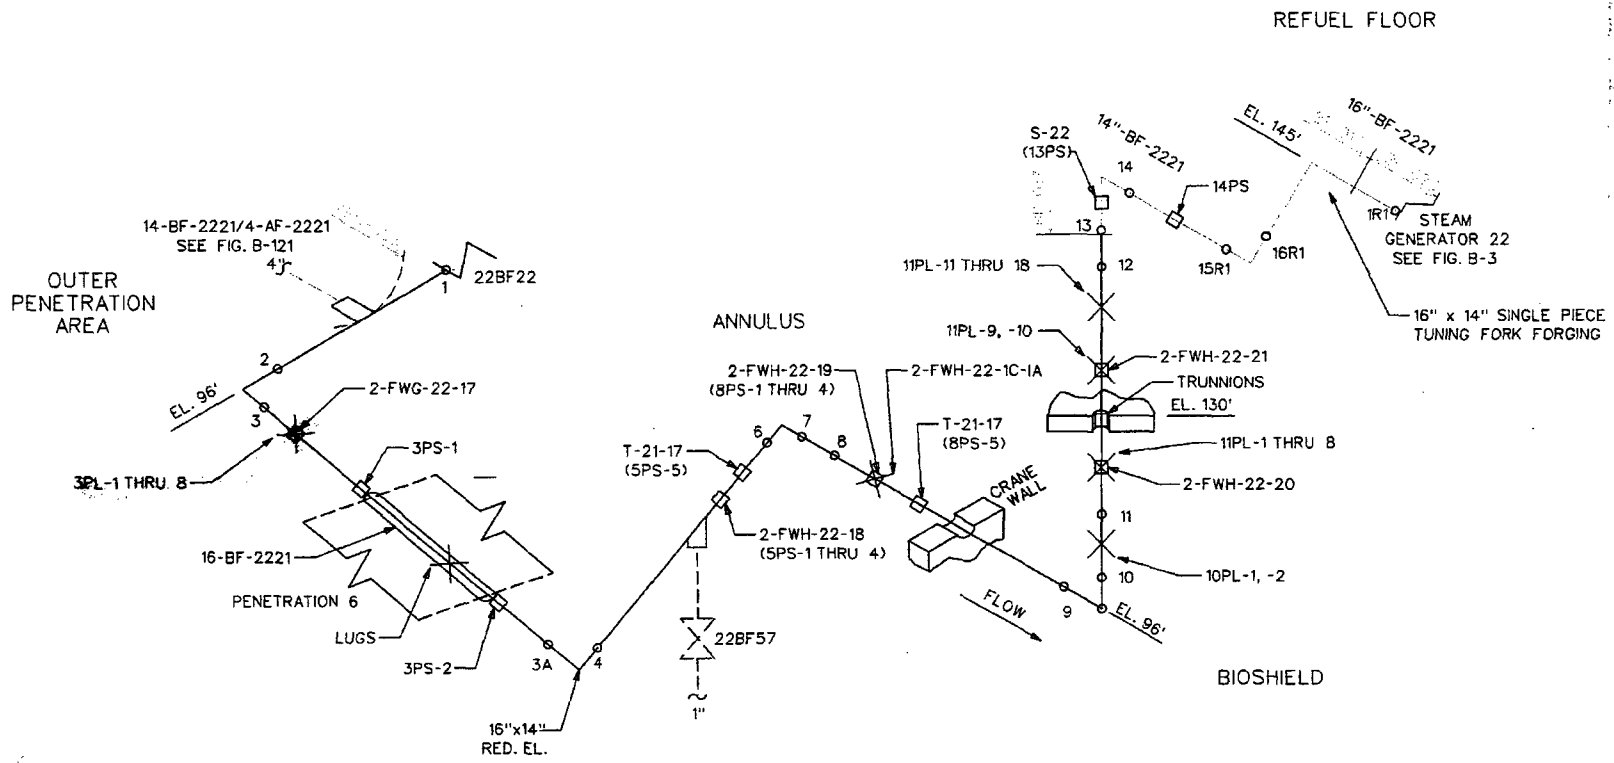 REFUEL FLOOR
16"-BF-2221
EL. 145'
14"-BF-2221
S-22
(13PS)
14
14PS
1R1
STEAM
GENERATOR 22
SEE FIG. B-3
13
16R1
15R1
14-BF-2221/4-AF-2221
SEE FIG. B-121
4"
OUTER
PENETRATION
AREA
1
22BF22
12
11PL-11 THRU 18
16" x 14" SINGLE PIECE
TUNING FORK FORGING
ANNULUS
11PL-9, -10
2
2-FWH-22-19
(8PS-1 THRU 4)
2-FWH-22-1C-1A
2-FWH-22-21
TRUNNIONS
EL. 130'
EL. 96'
3
2-FWG-22-17
3PL-1 THRU 8
3PS-1
T-21-17
(5PS-5)
6
7
8
T-21-17
(8PS-5)
11PL-1 THRU 8
2-FWH-22-20
CRANE
WALL
11
2-FWH-22-18
(5PS-1 THRU 4)
16-BF-2221
PENETRATION 6
LUGS
10
10PL-1, -2
FLOW
9
EL. 96'
3PS-2
3A
4
22BF57
BIOSHIELD
1"
16"x14"
RED. EL.